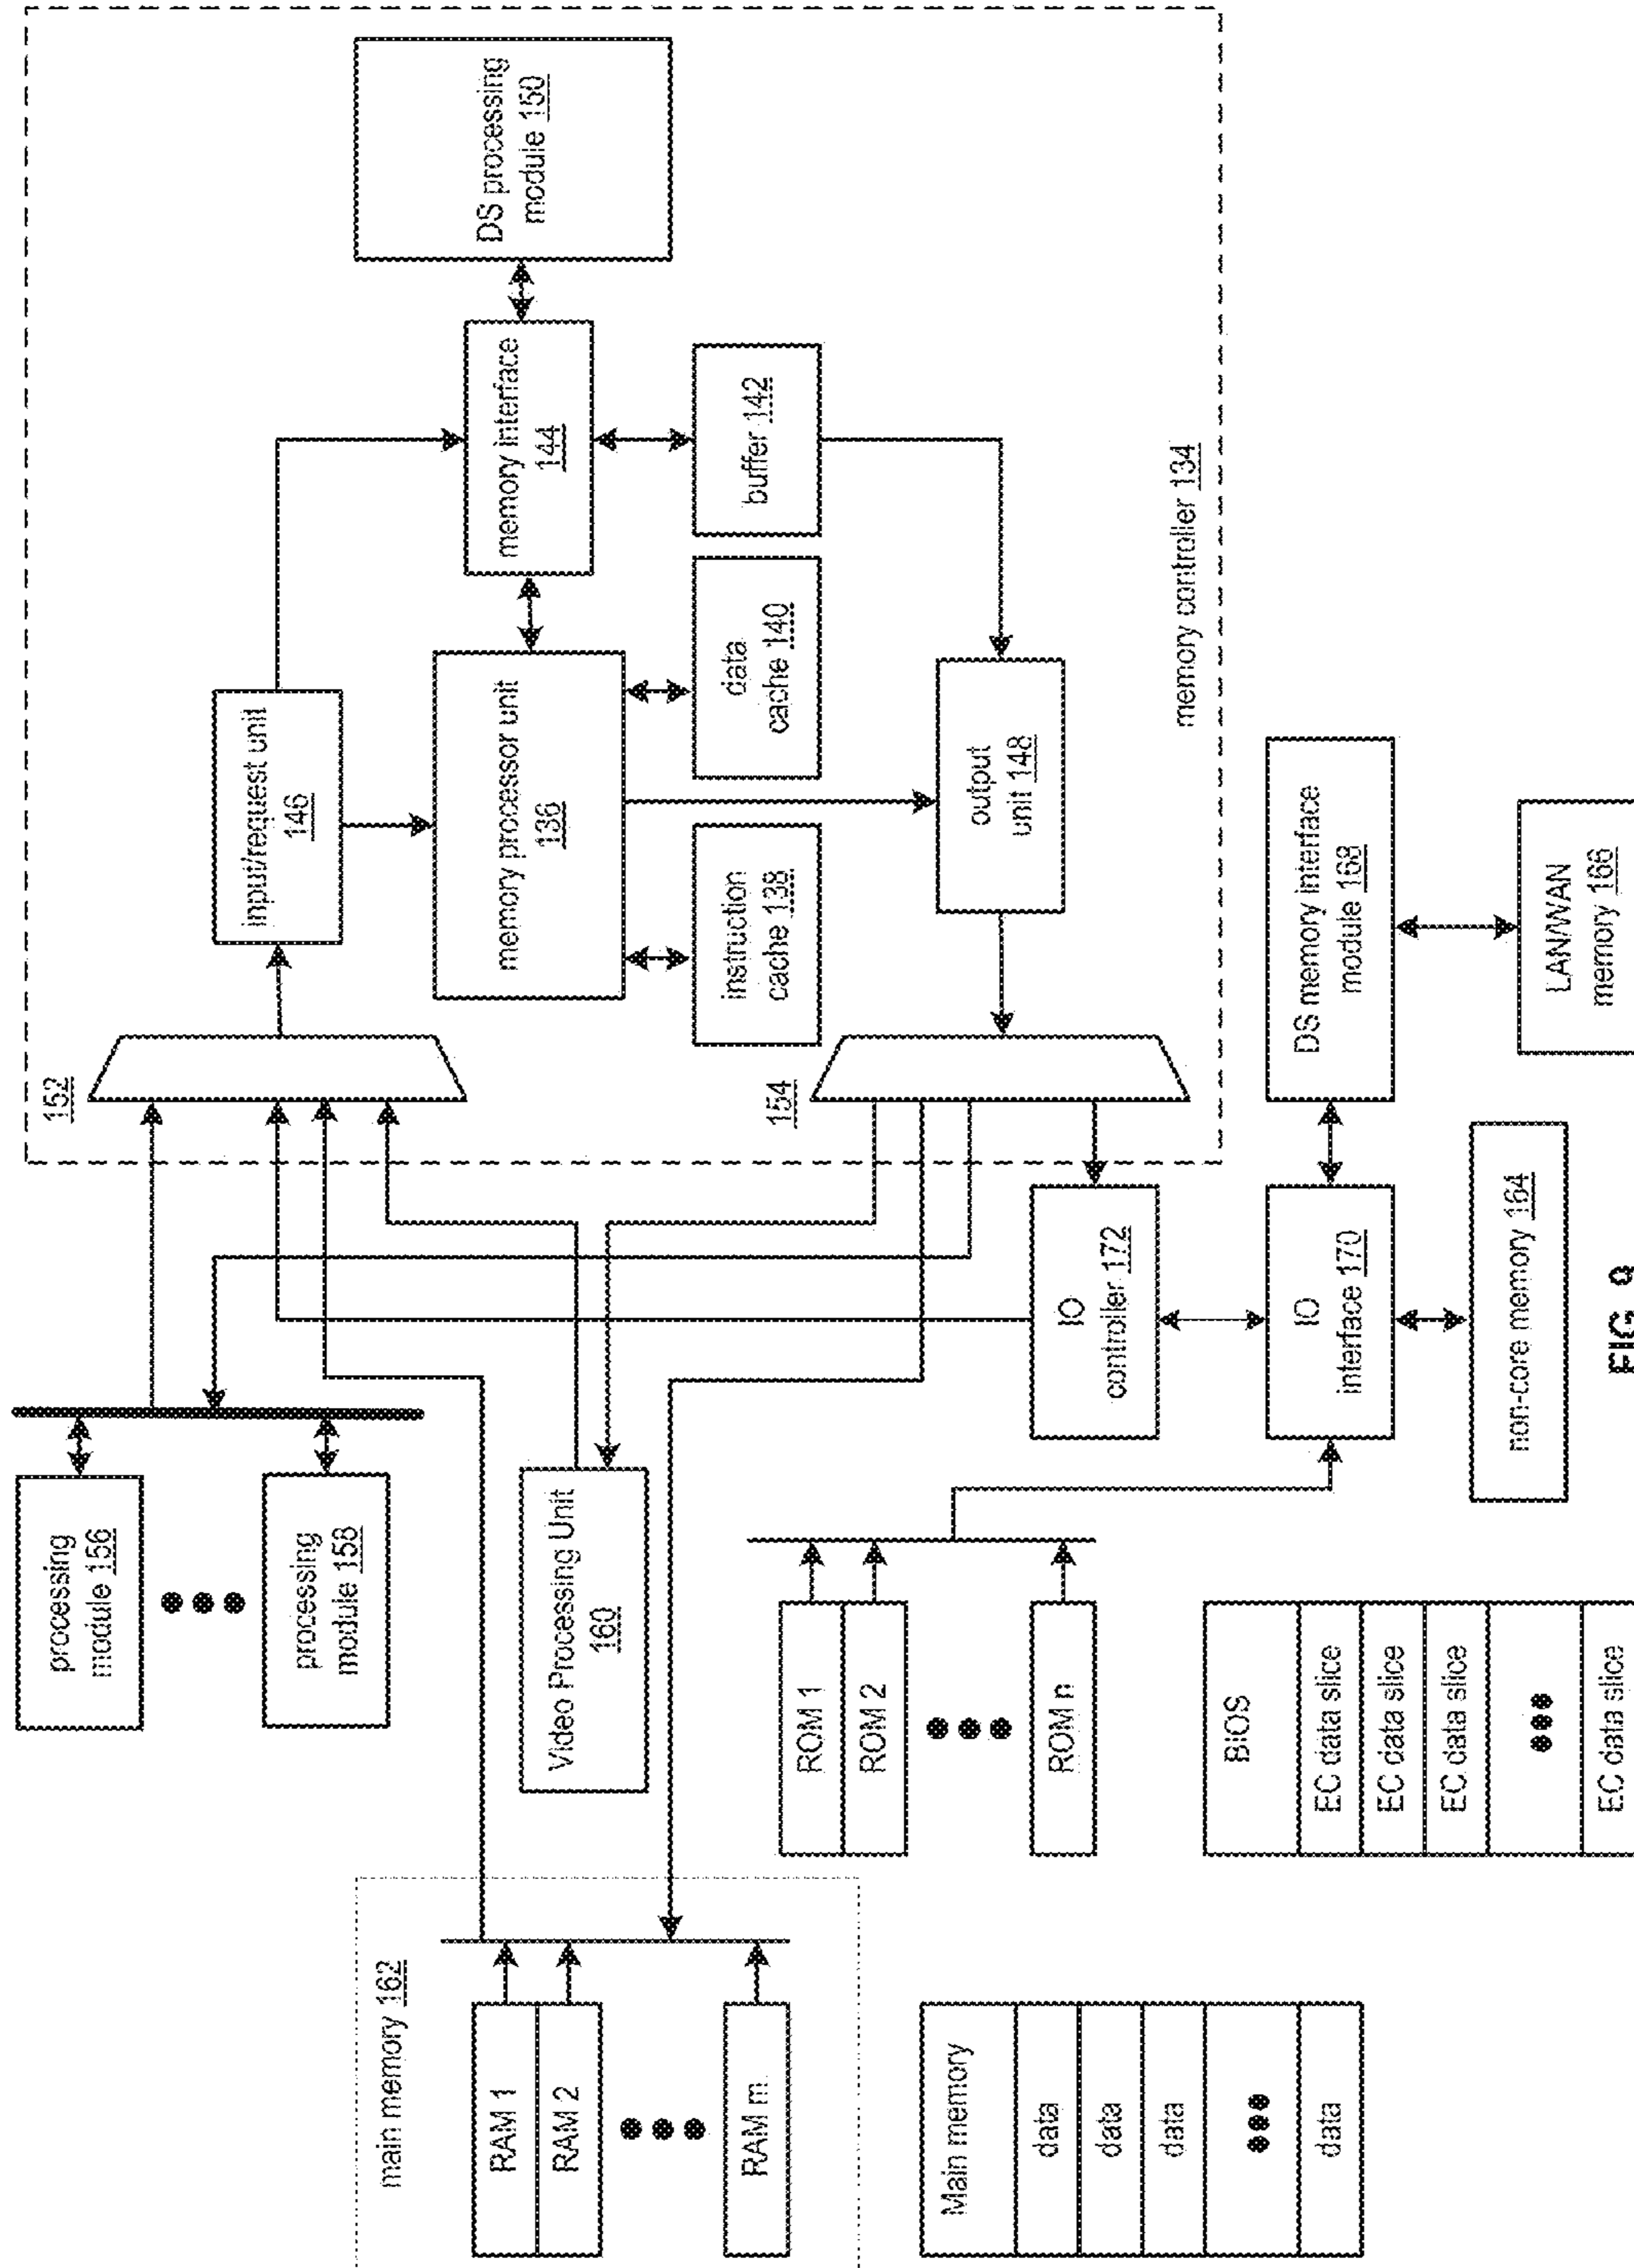 processing
module 156
processing
module 158
152
input/request unit
146
memory processor unit
136
instruction
cache 138
data
cache 140
memory interface
144
buffer 142
DS processing
module 150
154
output
unit 148
memory controller 134
main memory 162
RAM 1
RAM 2
RAM m
Video Processing Unit
160
ROM 1
ROM 2
ROM n
IO
controller 172
IO
interface 170
DS memory interface
module 168
non-core memory 164
LAN/WAN
memory 166
Main memory
data
data
data
data
BIOS
EC data slice
EC data slice
EC data slice
EC data slice
FIG. 9